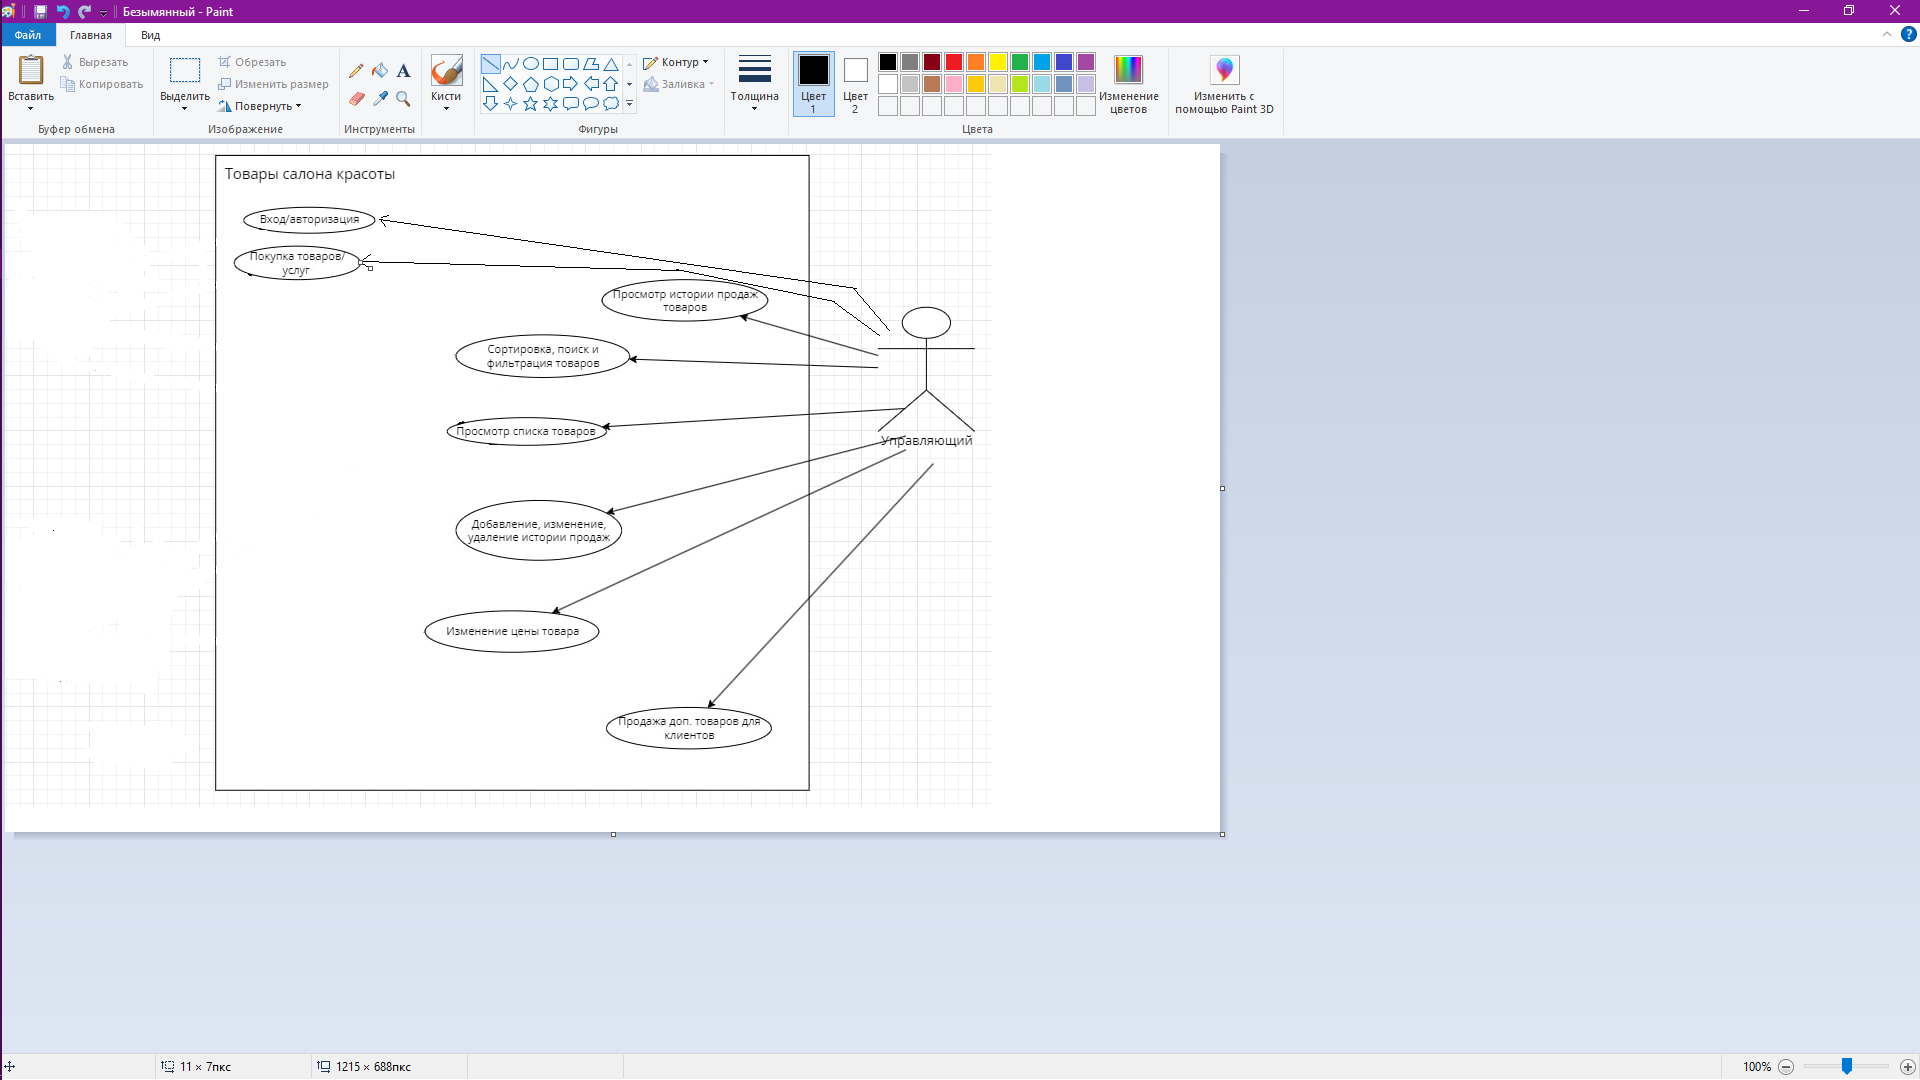 Безымянный - Paint
Файл
Главная
Вид
Вставить
Вырезать
Копировать
Буфер обмена
Выделить
Обрезать
Изменить размер
Повернуть
Изображение
A
Инструменты
Кисти
Контур
Заливка
Фигуры
Толщина
Цвет
1
Цвет
2
Изменение
цветов
Цвета
Изменить с
помощью Paint 3D
Товары салона красоты
Вход/авторизация
Покупка товаров/
услуг
Просмотр истории продаж
товаров
Сортировка, поиск и
фильтрация товаров
Просмотр списка товаров
Управляющий
Добавление, изменение,
удаление истории продаж
Изменение цены товара
Продажа доп. товаров для
клиентов
11 × 7пкс
1215 × 688пкс
100%